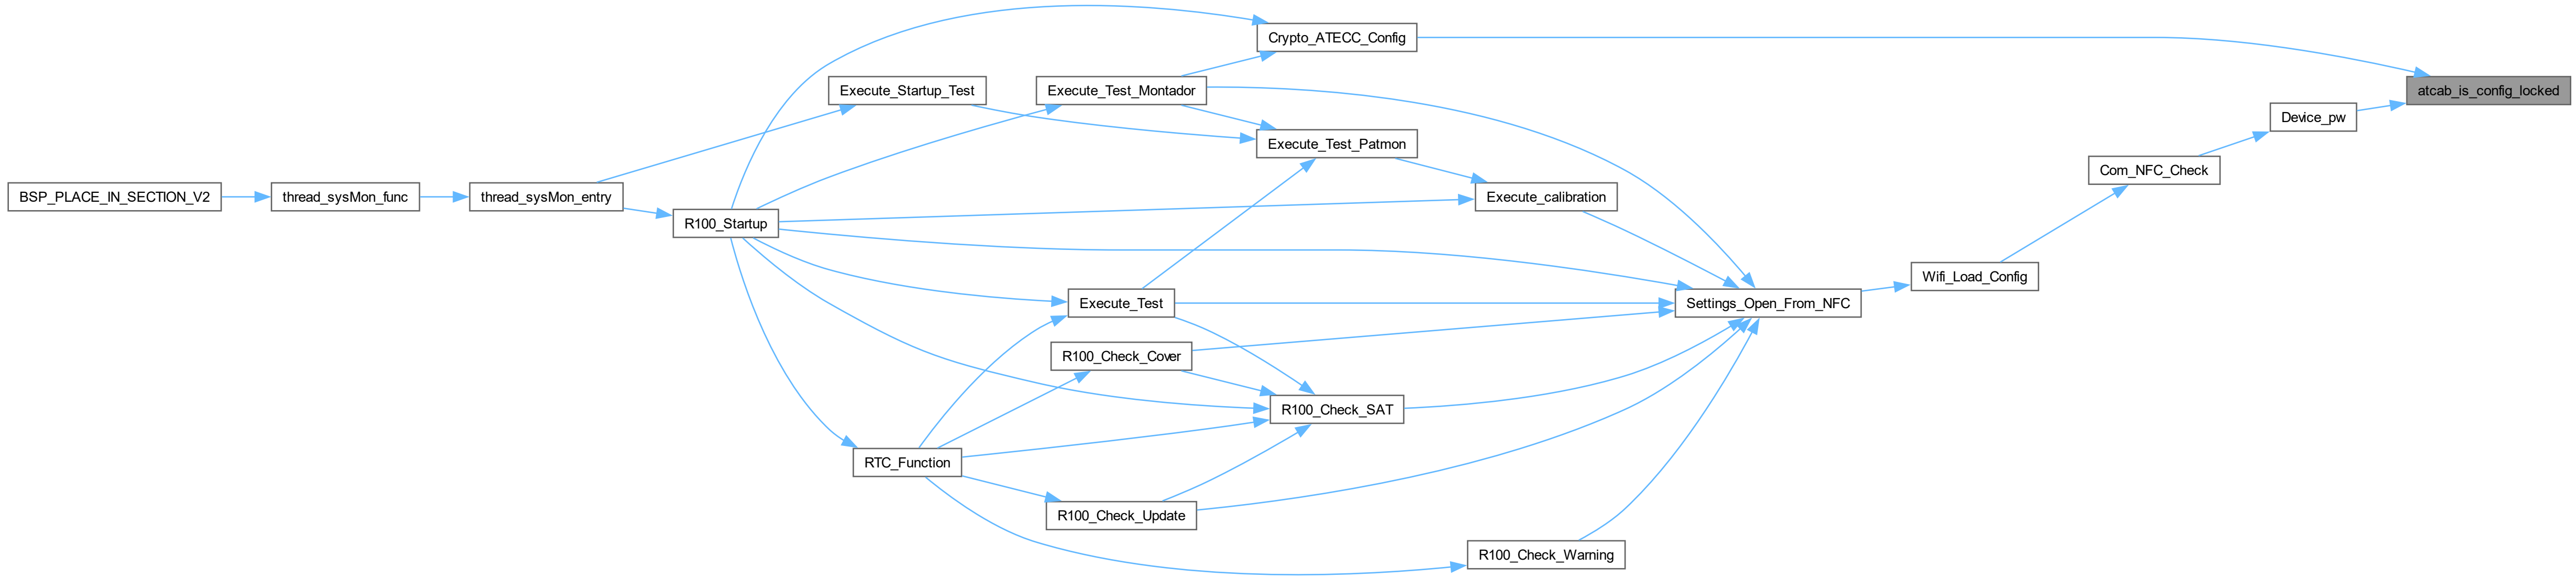 Crypto_ATECC_Config
atcab_is_config_locked
Execute_Startup_Test
Execute_Test_Montador
Device_pw
Execute_Test_Patmon
Com_NFC_Check
BSP_PLACE_IN_SECTION_V2
thread_sysMon_func
thread_sysMon_entry
Execute_calibration
R100_Startup
Wifi_Load_Config
Execute_Test
Settings_Open_From_NFC
R100_Check_Cover
R100_Check_SAT
RTC_Function
R100_Check_Update
R100_Check_Warning